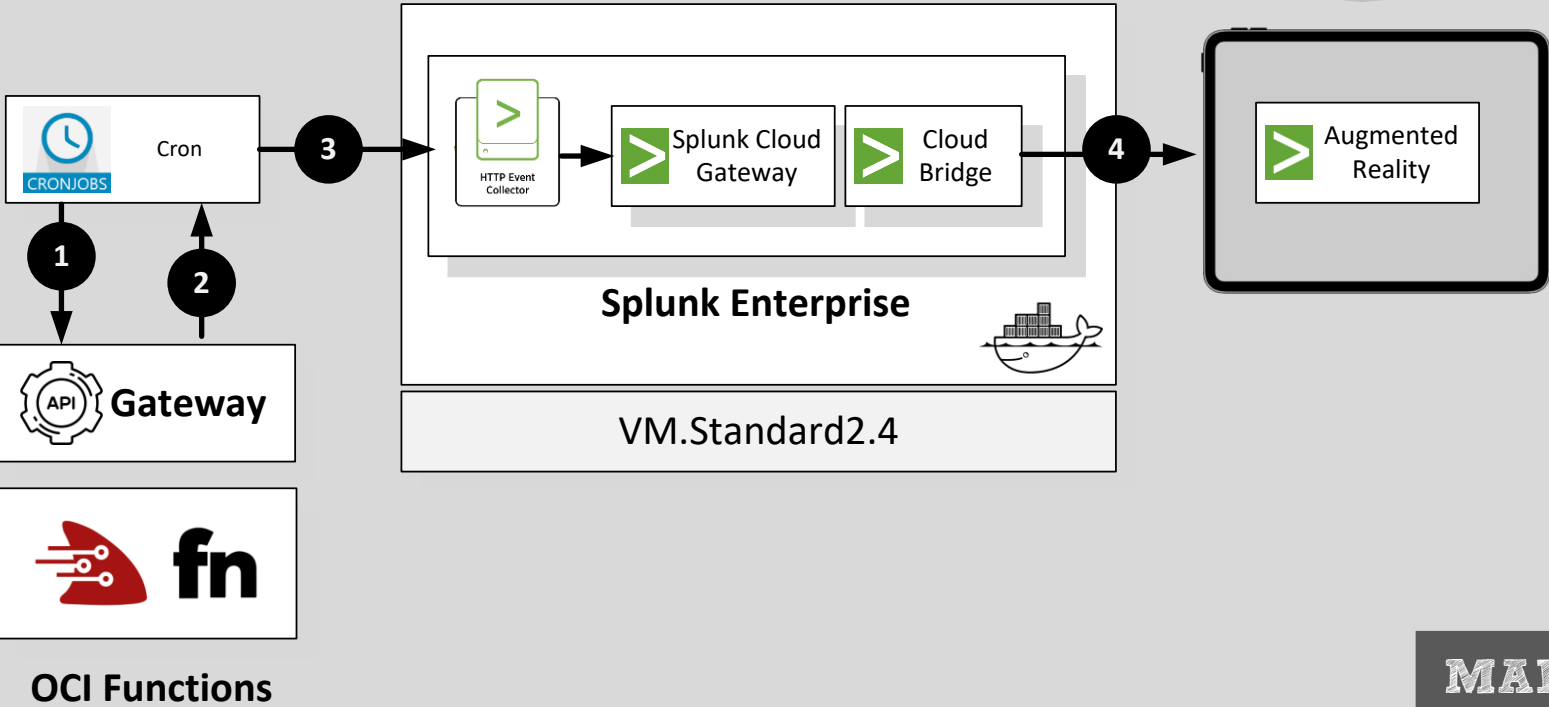 CRONJOBS
Cron
1
2
API
Gateway
fn
OCI Functions
3
>
HTTP Event
Collector
>
Splunk Cloud
Gateway
>
Cloud
Bridge
Splunk Enterprise
VM.Standard2.4
4
>
Augmented
Reality